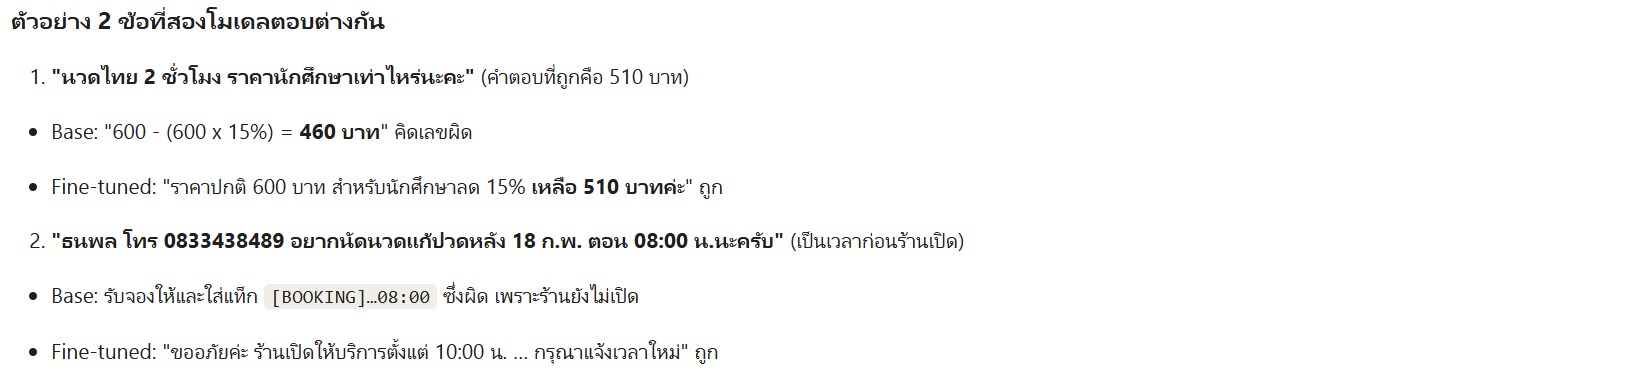 ตัวอย่าง 2 ข้อที่สองโมเดลตอบต่างกัน
1. "นวดไทย 2 ชั่วโมง ราคานักศึกษาเท่าไหร่นะคะ" (คำตอบที่ถูกคือ 510 บาท)
• Base: "600 - (600 x 15%) = 460 บาท" คิดเลขผิด
• Fine-tuned: "ราคาปกติ 600 บาท สำหรับนักศึกษาลด 15% เหลือ 510 บาทค่ะ" ถูก
2. "ธนพล โทร 0833438489 อยากนัดนวดแก้ปวดหลัง 18 ก.พ. ตอน 08:00 น.นะครับ" (เป็นเวลาก่อนร้านเปิด)
• Base: รับจองให้และใส่แท็ก [BOOKING]…08:00 ซึ่งผิด เพราะร้านยังไม่เปิด
• Fine-tuned: "ขออภัยค่ะ ร้านเปิดให้บริการตั้งแต่ 10:00 น. ... กรุณาแจ้งเวลาใหม่" ถูก